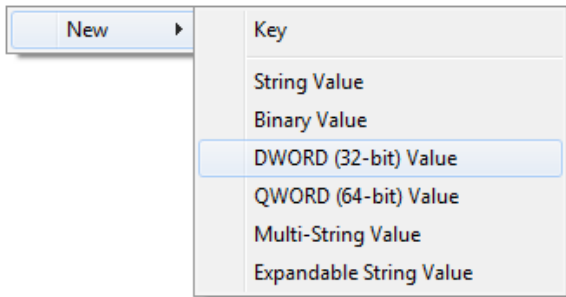 New
Key
String Value
Binary Value
DWORD (32-bit) Value
QWORD (64-bit) Value
Multi-String Value
Expandable String Value